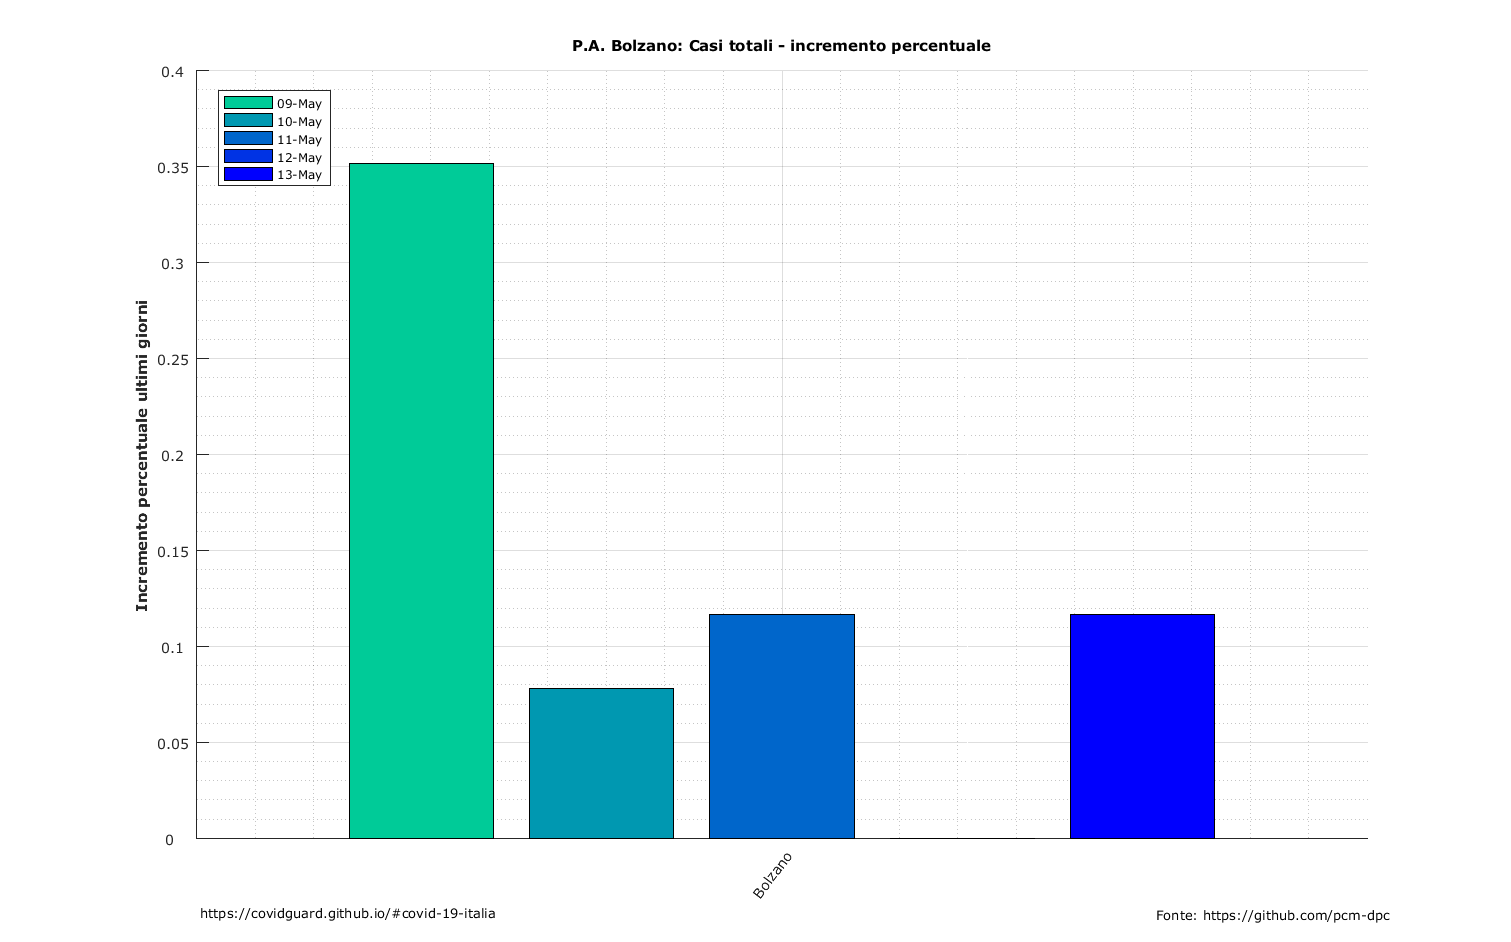 P.A. Bolzano: Casi totali - incremento percentuale
0.4
0.35
0.3
0.25
0.2
0.15
0.1
0.05
0
Incremento percentuale ultimi giorni
09-May
10-May
11-May
12-May
13-May
Bolzano
https://covidguard.github.io/#covid-19-italia
Fonte: https://github.com/pcm-dpc